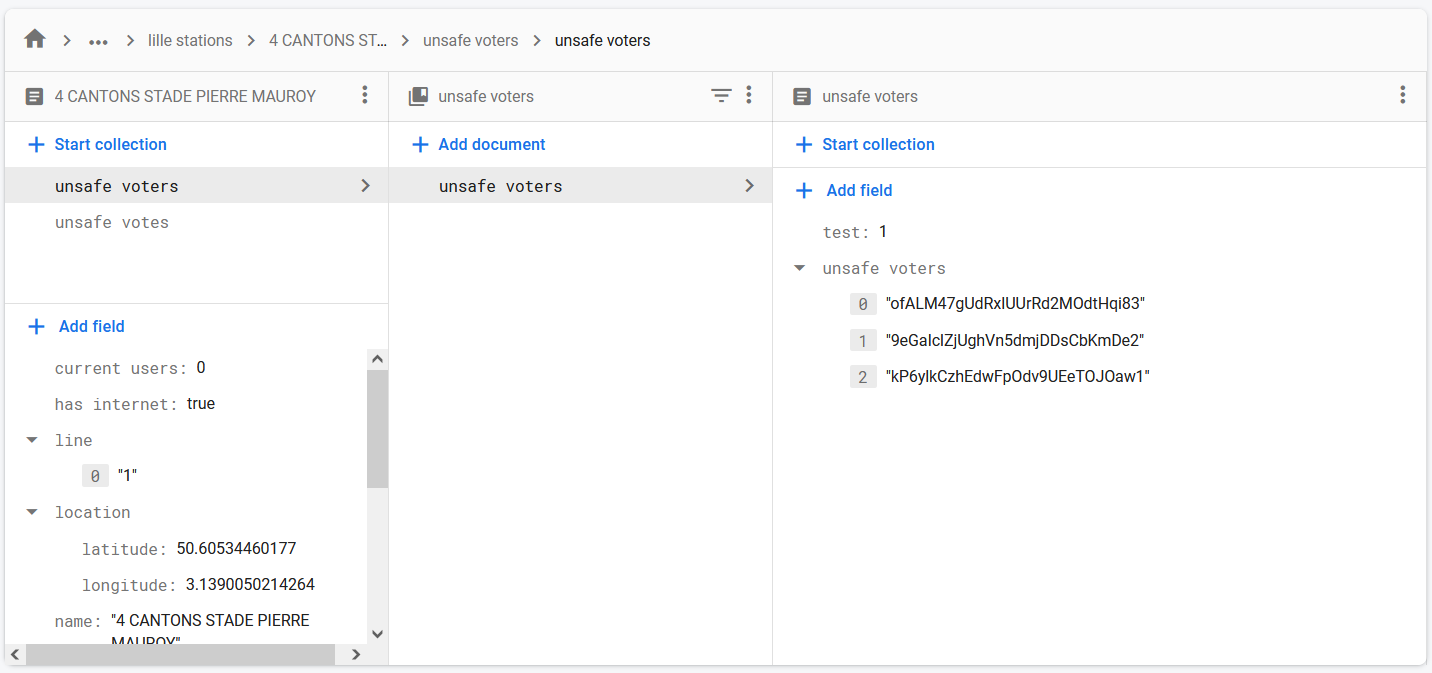 ... lille stations 4 CANTONS ST... unsafe voters unsafe voters
4 CANTONS STADE PIERRE MAUROY
Start collection
unsafe voters
unsafe votes
Add field
current users: 0
has internet: true
line
0 "1"
location
latitude: 50.60534460177
longitude: 3.1390050214264
name: "4 CANTONS STADE PIERRE
MAUROY"
unsafe voters
Add document
unsafe voters
unsafe voters
Start collection
Add field
test: 1
unsafe voters
0 "ofALM47gUdRxlUUrRd2MOdtHqi83"
1 "9eGaIcIZjUghVn5dmjDDsCbKmDe2"
2 "kP6ylkCzhEdwFpOdv9UEeTOJOaw1"